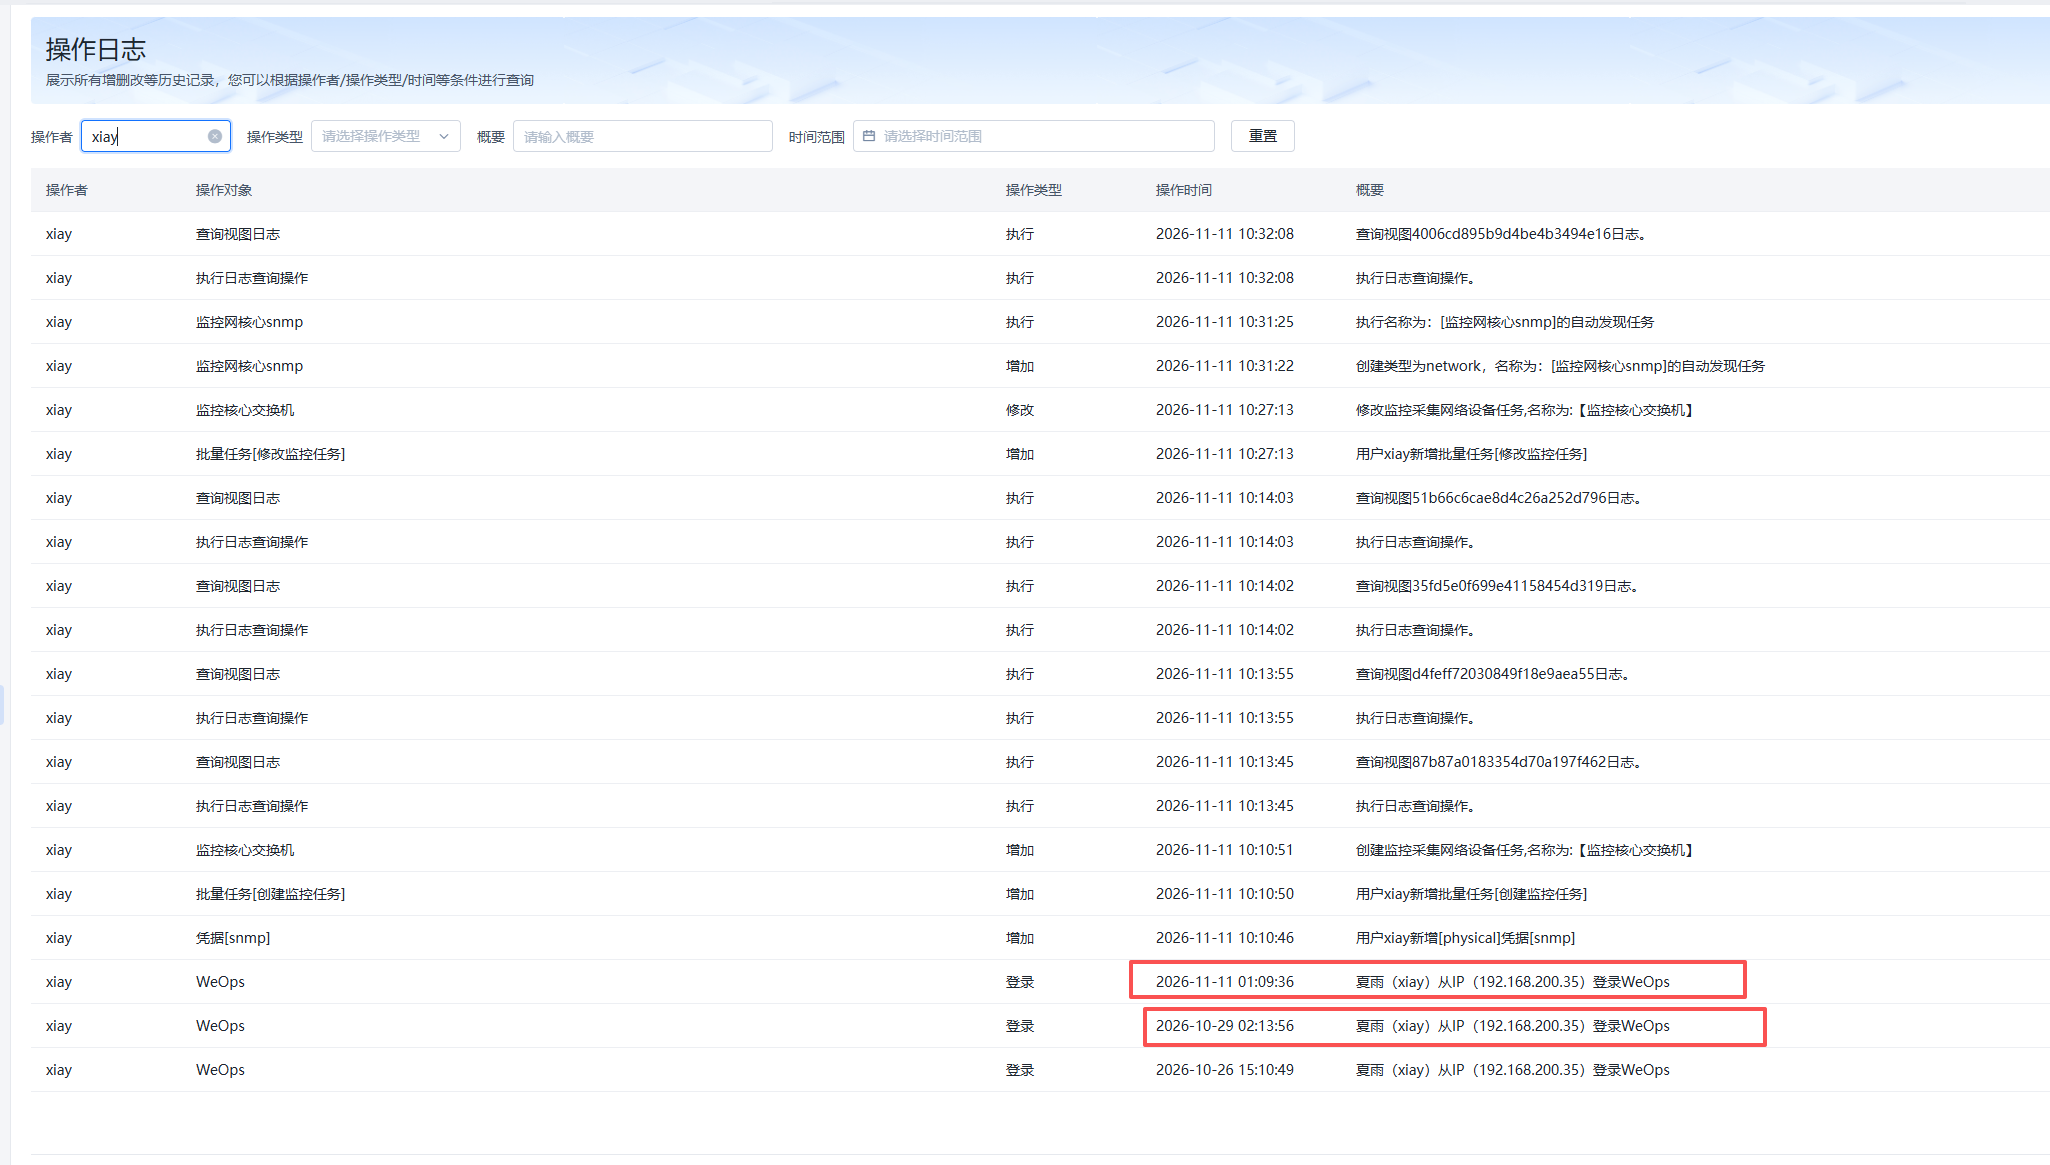 操作日志
展示所有增删改等历史记录，您可以根据操作者/操作类型/时间等条件进行查询
操作者 xiay 操作类型 请选择操作类型 概要 请输入概要 时间范围 请选择时间范围 重置
操作者 操作对象 操作类型 操作时间 概要
xiay 查询视图日志 执行 2026-11-11 10:32:08 查询视图4006cd895b9d4be4b3494e16日志。
xiay 执行日志查询操作 执行 2026-11-11 10:32:08 执行日志查询操作。
xiay 监控网核心snmp 执行 2026-11-11 10:31:25 执行名称为：[监控网核心snmp]的自动发现任务
xiay 监控网核心snmp 增加 2026-11-11 10:31:22 创建类型为network，名称为：[监控网核心snmp]的自动发现任务
xiay 监控核心交换机 修改 2026-11-11 10:27:13 修改监控采集网络设备任务,名称为:【监控核心交换机】
xiay 批量任务[修改监控任务] 增加 2026-11-11 10:27:13 用户xiay新增批量任务[修改监控任务]
xiay 查询视图日志 执行 2026-11-11 10:14:03 查询视图51b66c6cae8d4c26a252d796日志。
xiay 执行日志查询操作 执行 2026-11-11 10:14:03 执行日志查询操作。
xiay 查询视图日志 执行 2026-11-11 10:14:02 查询视图35fd5e0f699e41158454d319日志。
xiay 执行日志查询操作 执行 2026-11-11 10:14:02 执行日志查询操作。
xiay 查询视图日志 执行 2026-11-11 10:13:55 查询视图d4feff72030849f18e9aea55日志。
xiay 执行日志查询操作 执行 2026-11-11 10:13:55 执行日志查询操作。
xiay 查询视图日志 执行 2026-11-11 10:13:45 查询视图87b87a0183354d70a197f462日志。
xiay 执行日志查询操作 执行 2026-11-11 10:13:45 执行日志查询操作。
xiay 监控核心交换机 增加 2026-11-11 10:10:51 创建监控采集网络设备任务,名称为:【监控核心交换机】
xiay 批量任务[创建监控任务] 增加 2026-11-11 10:10:50 用户xiay新增批量任务[创建监控任务]
xiay 凭据[snmp] 增加 2026-11-11 10:10:46 用户xiay新增[physical]凭据[snmp]
xiay WeOps 登录 2026-11-11 01:09:36 夏雨（xiay）从IP（192.168.200.35）登录WeOps
xiay WeOps 登录 2026-10-29 02:13:56 夏雨（xiay）从IP（192.168.200.35）登录WeOps
xiay WeOps 登录 2026-10-26 15:10:49 夏雨（xiay）从IP（192.168.200.35）登录WeOps